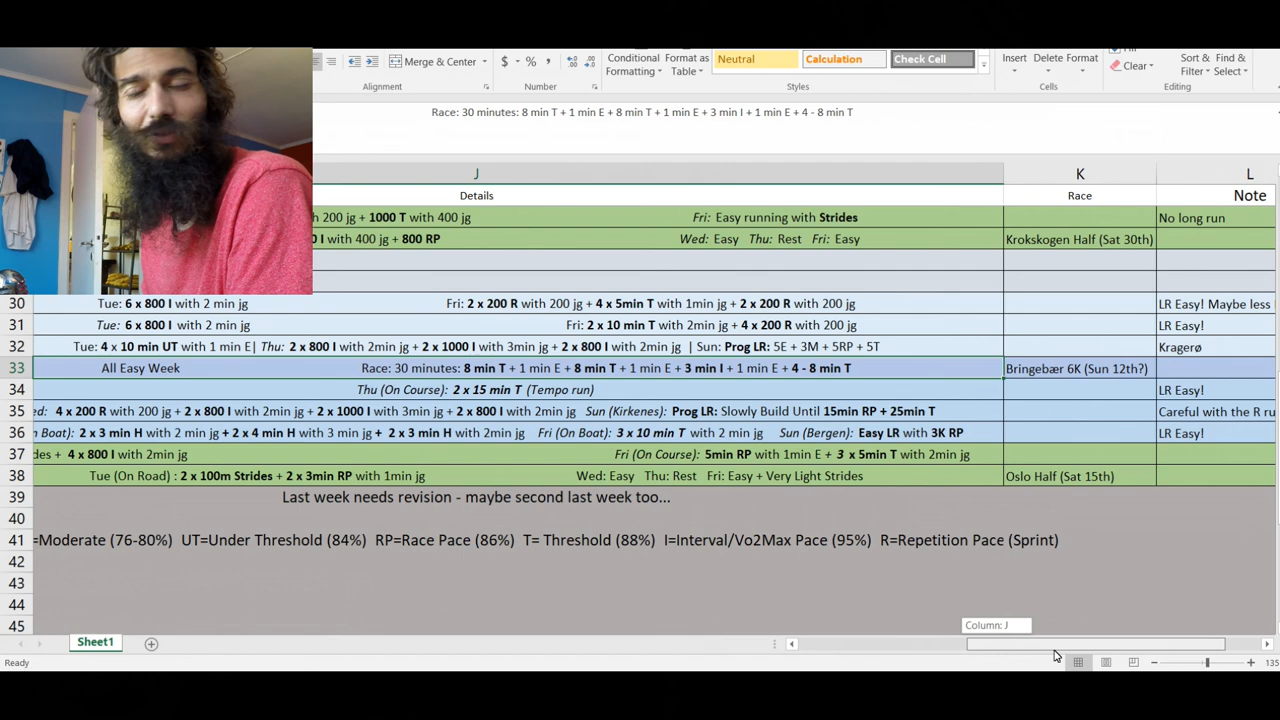 Merge & Center
$ % ,
Conditional Formatting
Format as Table
Neutral
Calculation
Check Cell
Insert
Delete
Format
Clear
Sort & Filter
Find & Select
Alignment
Number
Styles
Cells
Editing
Race: 30 minutes: 8 min T + 1 min E + 8 min T + 1 min E + 3 min I + 1 min E + 4 - 8 min T
J K L
Details Race Note
200 jg + 1000 T with 400 jg Fri: Easy running with Strides No long run
I with 400 jg + 800 RP Wed: Easy Thu: Rest Fri: Easy Krokskogen Half (Sat 30th)
30 Tue: 6 x 800 I with 2 min jg Fri: 2 x 200 R with 200 jg + 4 x 5min T with 1min jg + 2 x 200 R with 200 jg LR Easy! Maybe less
31 Tue: 6 x 800 I with 2 min jg Fri: 2 x 10 min T with 2min jg + 4 x 200 R with 200 jg LR Easy!
32 Tue: 4 x 10 min UT with 1 min E| Thu: 2 x 800 I with 2min jg + 2 x 1000 I with 3min jg + 2 x 800 I with 2min jg | Sun: Prog LR: 5E + 3M + 5RP + 5T Kragerø
33 All Easy Week Race: 30 minutes: 8 min T + 1 min E + 8 min T + 1 min E + 3 min I + 1 min E + 4 - 8 min T Bringebær 6K (Sun 12th?)
34 Thu (On Course): 2 x 15 min T (Tempo run) LR Easy!
35 ed: 4 x 200 R with 200 jg + 2 x 800 I with 2min jg + 2 x 1000 I with 3min jg + 2 x 800 I with 2min jg Sun (Kirkenes): Prog LR: Slowly Build Until 15min RP + 25min T Careful with the R ru
36 n Boat): 2 x 3 min H with 2 min jg + 2 x 4 min H with 3 min jg + 2 x 3 min H with 2min jg Fri (On Boat): 3 x 10 min T with 2 min jg Sun (Bergen): Easy LR with 3K RP LR Easy!
37 des + 4 x 800 I with 2min jg Fri (On Course): 5min RP with 1min E + 3 x 5min T with 2min jg
38 Tue (On Road) : 2 x 100m Strides + 2 x 3min RP with 1min jg Wed: Easy Thu: Rest Fri: Easy + Very Light Strides Oslo Half (Sat 15th)
39 Last week needs revision - maybe second last week too...
40
41 =Moderate (76-80%) UT=Under Threshold (84%) RP=Race Pace (86%) T= Threshold (88%) I=Interval/Vo2Max Pace (95%) R=Repetition Pace (Sprint)
42
43
44
45
Column: J
Sheet1
Ready
135